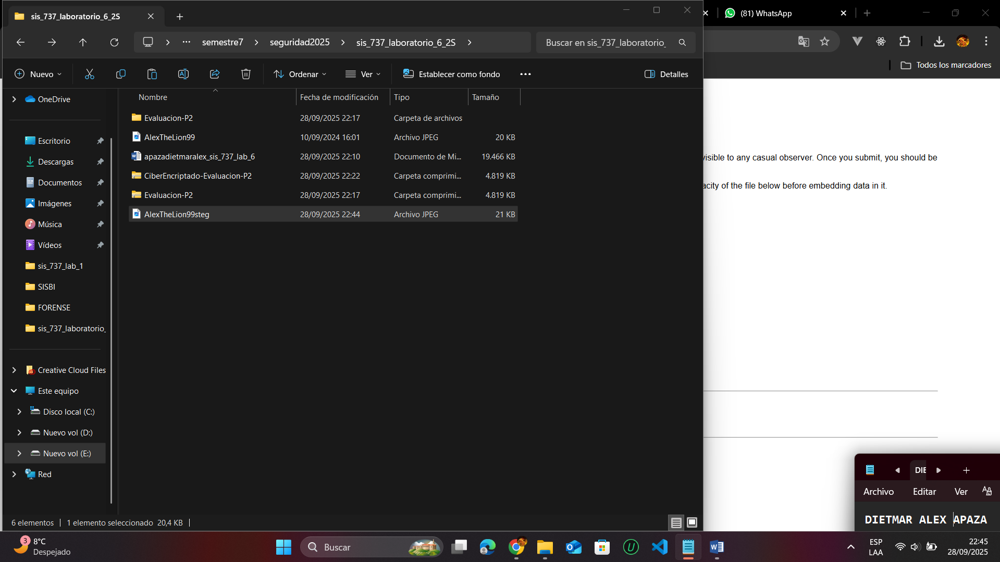 sis_737_laboratorio_6_2S
(81) WhatsApp
semestre7
seguridad2025
sis_737_laboratorio_6_2S
Buscar en sis_737_laboratorio_
Todos los marcadores
Nuevo
Ordenar
Ver
Establecer como fondo
Detalles
Nombre
Fecha de modificación
Tipo
Tamaño
Evaluacion-P2 28/09/2025 22:17 Carpeta de archivos
AlexTheLion99 10/09/2024 16:01 Archivo JPEG 20 KB
apazadietmaralex_sis_737_lab_6 28/09/2025 22:10 Documento de Mi... 19.466 KB
CiberEncriptado-Evaluacion-P2 28/09/2025 22:22 Carpeta comprimi... 4.819 KB
Evaluacion-P2 28/09/2025 22:17 Carpeta comprimi... 4.819 KB
AlexTheLion99steg 28/09/2025 22:44 Archivo JPEG 21 KB
OneDrive
Escritorio
Descargas
Documentos
Imágenes
Música
Vídeos
sis_737_lab_1
SISBI
FORENSE
sis_737_laboratorio_
Creative Cloud Files
Este equipo
Disco local (C:)
Nuevo vol (D:)
Nuevo vol (E:)
Red
6 elementos
1 elemento seleccionado 20,4 KB
visible to any casual observer. Once you submit, you should be
acity of the file below before embedding data in it.
DIE
Archivo
Editar
Ver
DIETMAR ALEX APAZA
3
8°C
Despejado
Buscar
ESP
LAA
22:45
28/09/2025